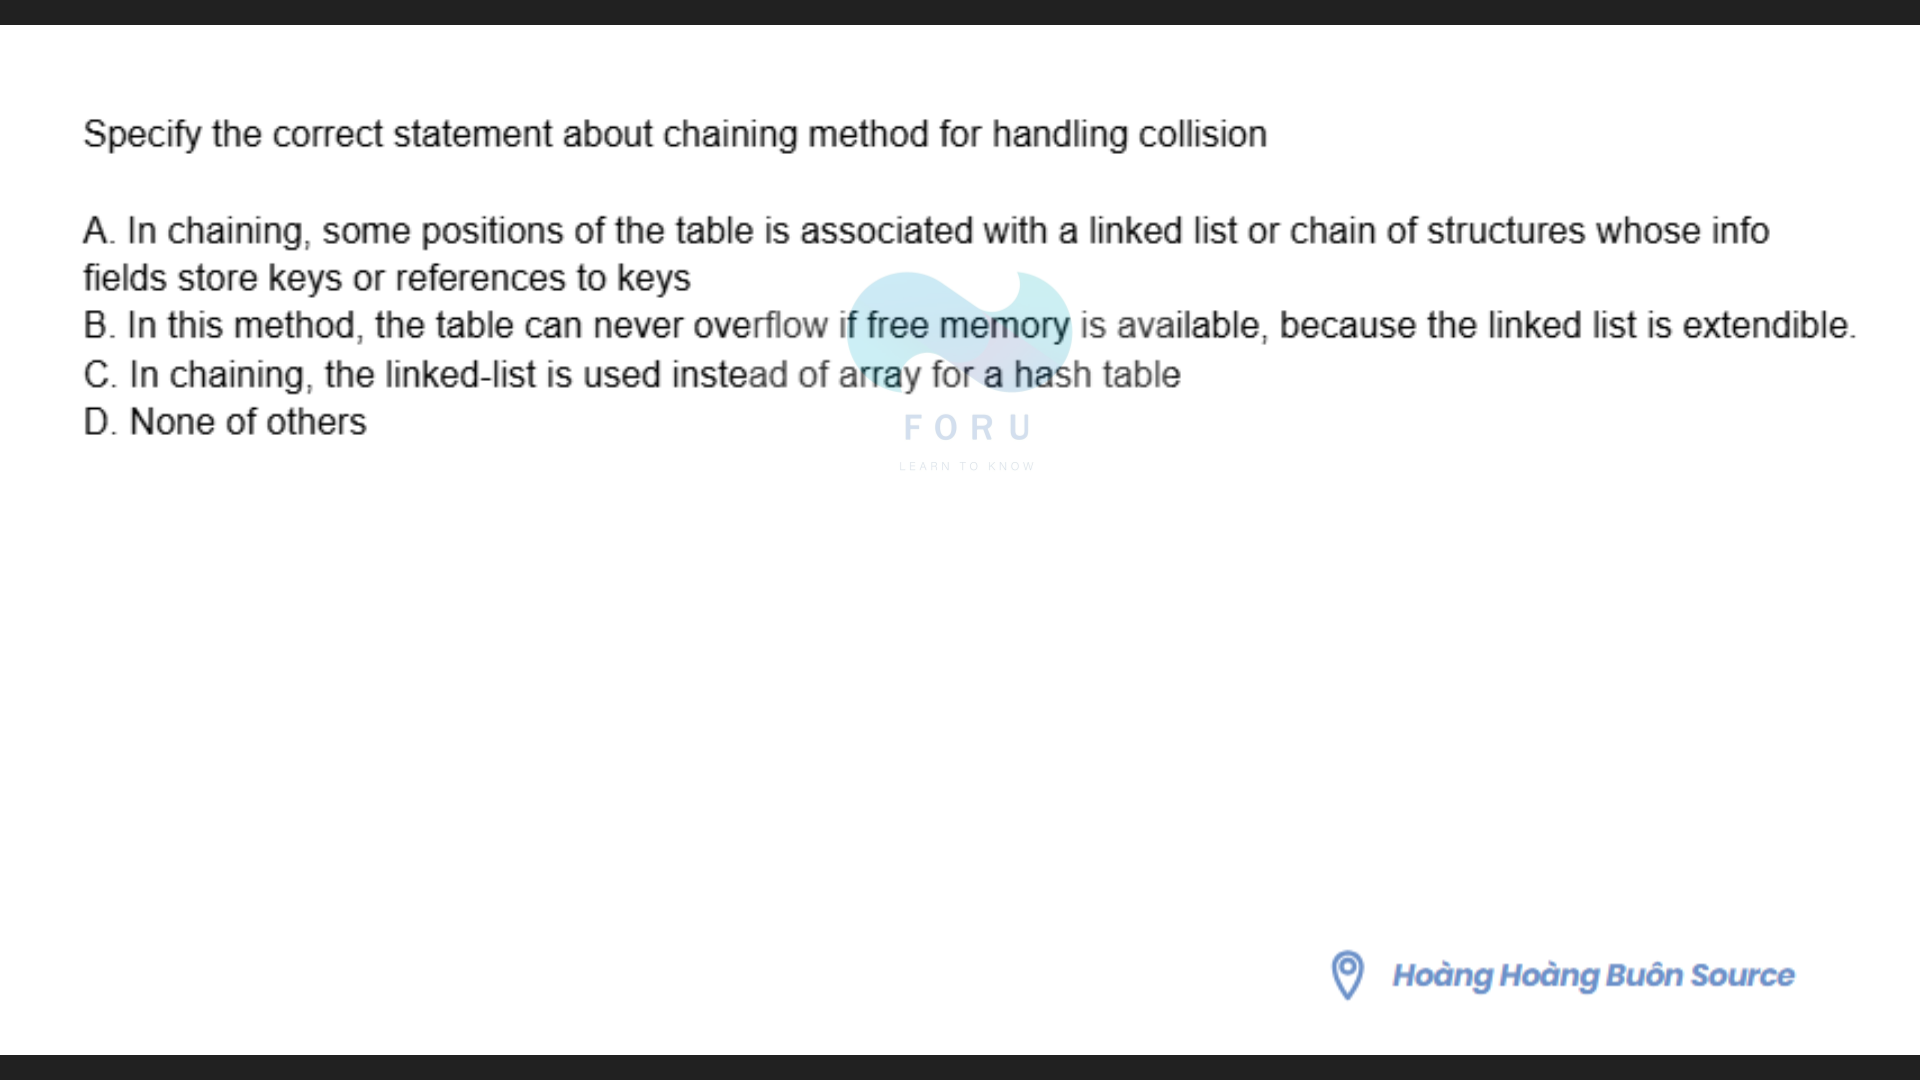 Specify the correct statement about chaining method for handling collision
A. In chaining, some positions of the table is associated with a linked list or chain of structures whose info
fields store keys or references to keys
B. In this method, the table can never overflow if free memory is available, because the linked list is extendible.
C. In chaining, the linked-list is used instead of array for a hash table
D. None of others
FORU
LEARN TO KNOW
Hoàng Hoàng Buôn Source